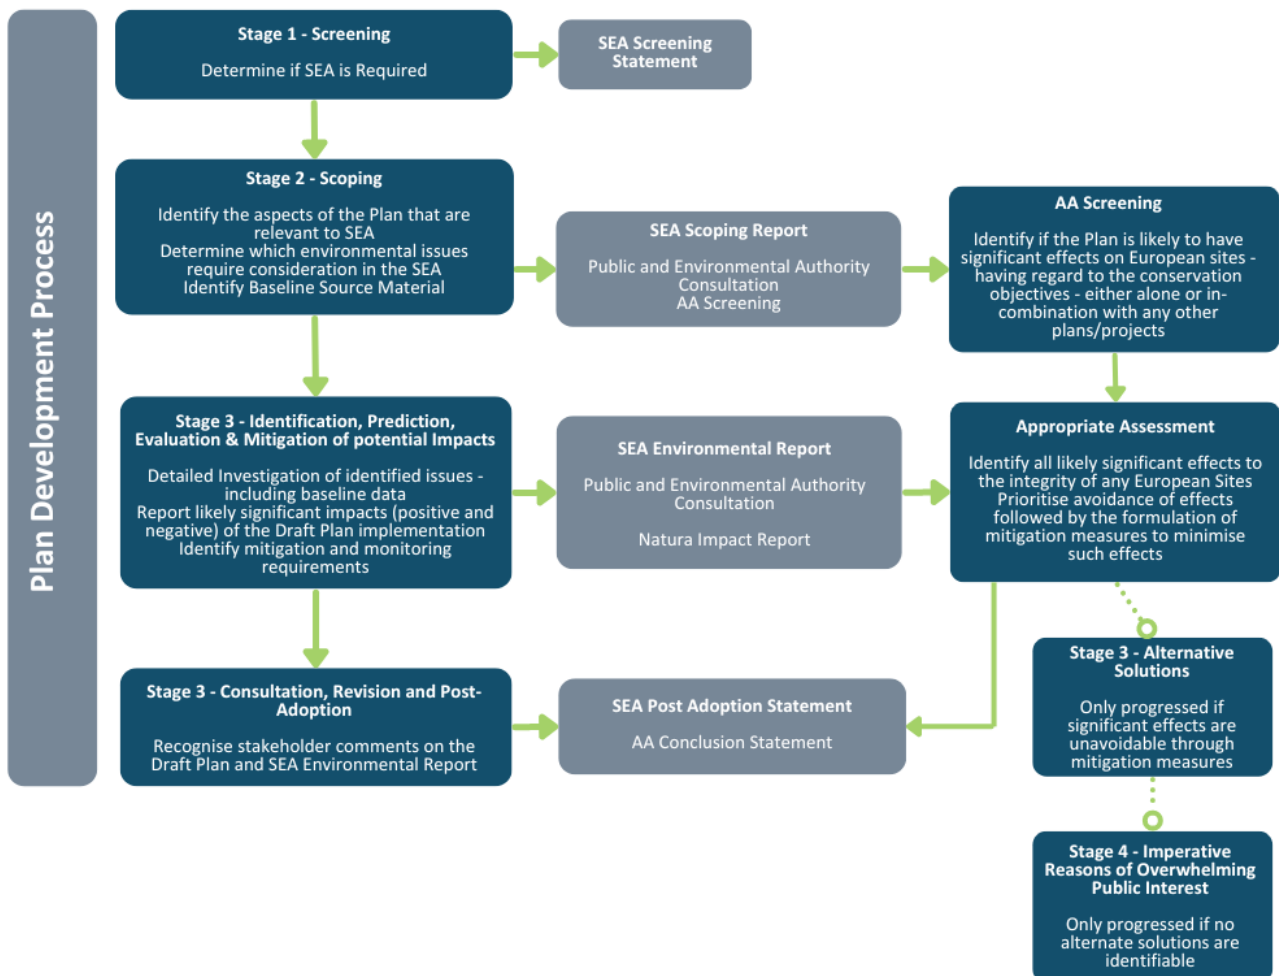 Plan Development Process
Stage 1 - Screening
Determine if SEA is Required
SEA Screening
Statement
Stage 2 - Scoping
Identify the aspects of the Plan that are
relevant to SEA
Determine which environmental issues
require consideration in the SEA
Identify Baseline Source Material
SEA Scoping Report
Public and Environmental Authority
Consultation
AA Screening
AA Screening
Identify if the Plan is likely to have
significant effects on European sites -
having regard to the conservation
objectives - either alone or in-
combination with any other
plans/projects
Stage 3 - Identification, Prediction,
Evaluation & Mitigation of potential Impacts
Detailed Investigation of identified issues -
including baseline data
Report likely significant impacts (positive and
negative) of the Draft Plan implementation
Identify mitigation and monitoring
requirements
SEA Environmental Report
Public and Environmental Authority
Consultation
Natura Impact Report
Appropriate Assessment
Identify all likely significant effects to
the integrity of any European Sites
Prioritise avoidance of effects
followed by the formulation of
mitigation measures to minimise
such effects
Stage 3 - Consultation, Revision and Post-
Adoption
Recognise stakeholder comments on the
Draft Plan and SEA Environmental Report
SEA Post Adoption Statement
AA Conclusion Statement
Stage 3 - Alternative
Solutions
Only progressed if
significant effects are
unavoidable through
mitigation measures
Stage 4 - Imperative
Reasons of Overwhelming
Public Interest
Only progressed if no
alternate solutions are
identifiable